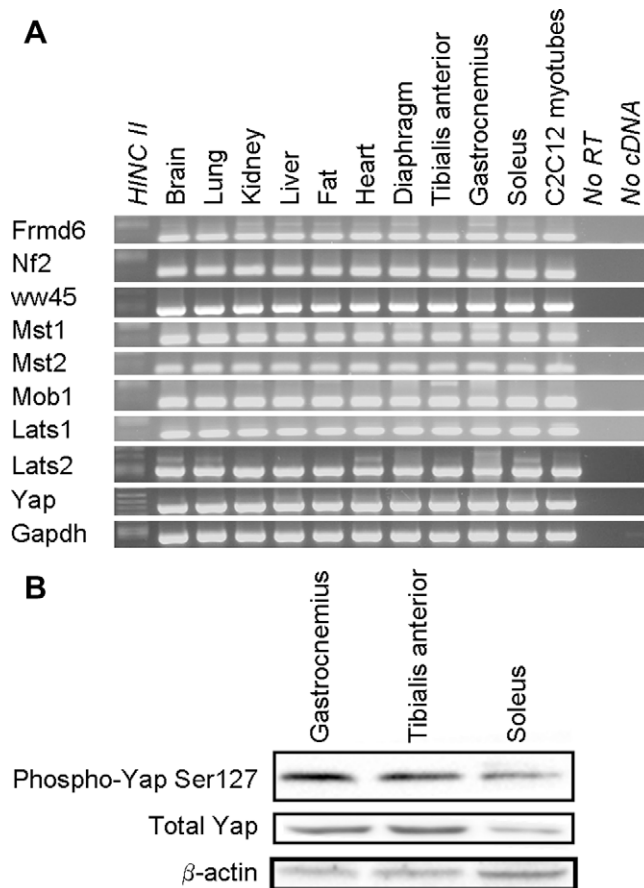 A
HINC II
Brain
Lung
Kidney
Liver
Fat
Heart
Diaphragm
Tibialis anterior
Gastrocnemius
Soleus
C2C12 myotubes
No RT
No cDNA
Frmd6
Nf2
ww45
Mst1
Mst2
Mob1
Lats1
Lats2
Yap
Gapdh
B
Gastrocnemius
Tibialis anterior
Soleus
Phospho-Yap Ser127
Total Yap
β-actin